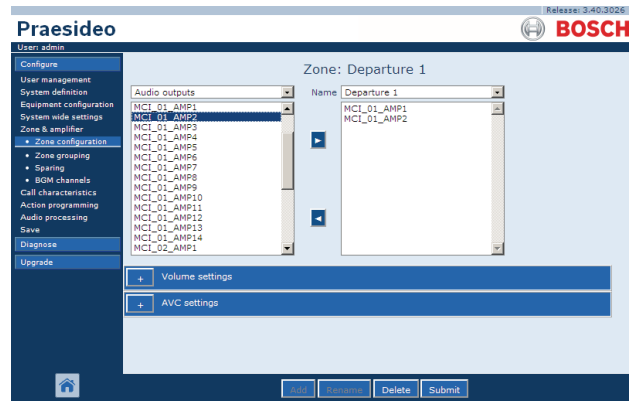 Release: 3.40.3026
Praesideo
BOSCH
User: admin
Configure
User management
System definition
Equipment configuration
System wide settings
Zone & amplifier
• Zone configuration
• Zone grouping
• Sparing
• BGM channels
Call characteristics
Action programming
Audio processing
Save
Diagnose
Upgrade
Zone: Departure 1
Audio outputs
MCI_01_AMP1
MCI_01_AMP2
MCI_01_AMP3
MCI_01_AMP4
MCI_01_AMP5
MCI_01_AMP6
MCI_01_AMP7
MCI_01_AMP8
MCI_01_AMP9
MCI_01_AMP10
MCI_01_AMP11
MCI_01_AMP12
MCI_01_AMP13
MCI_01_AMP14
MCI_02_AMP1
Name Departure 1
MCI_01_AMP1
MCI_01_AMP2
+ Volume settings
+ AVC settings
Add Rename Delete Submit